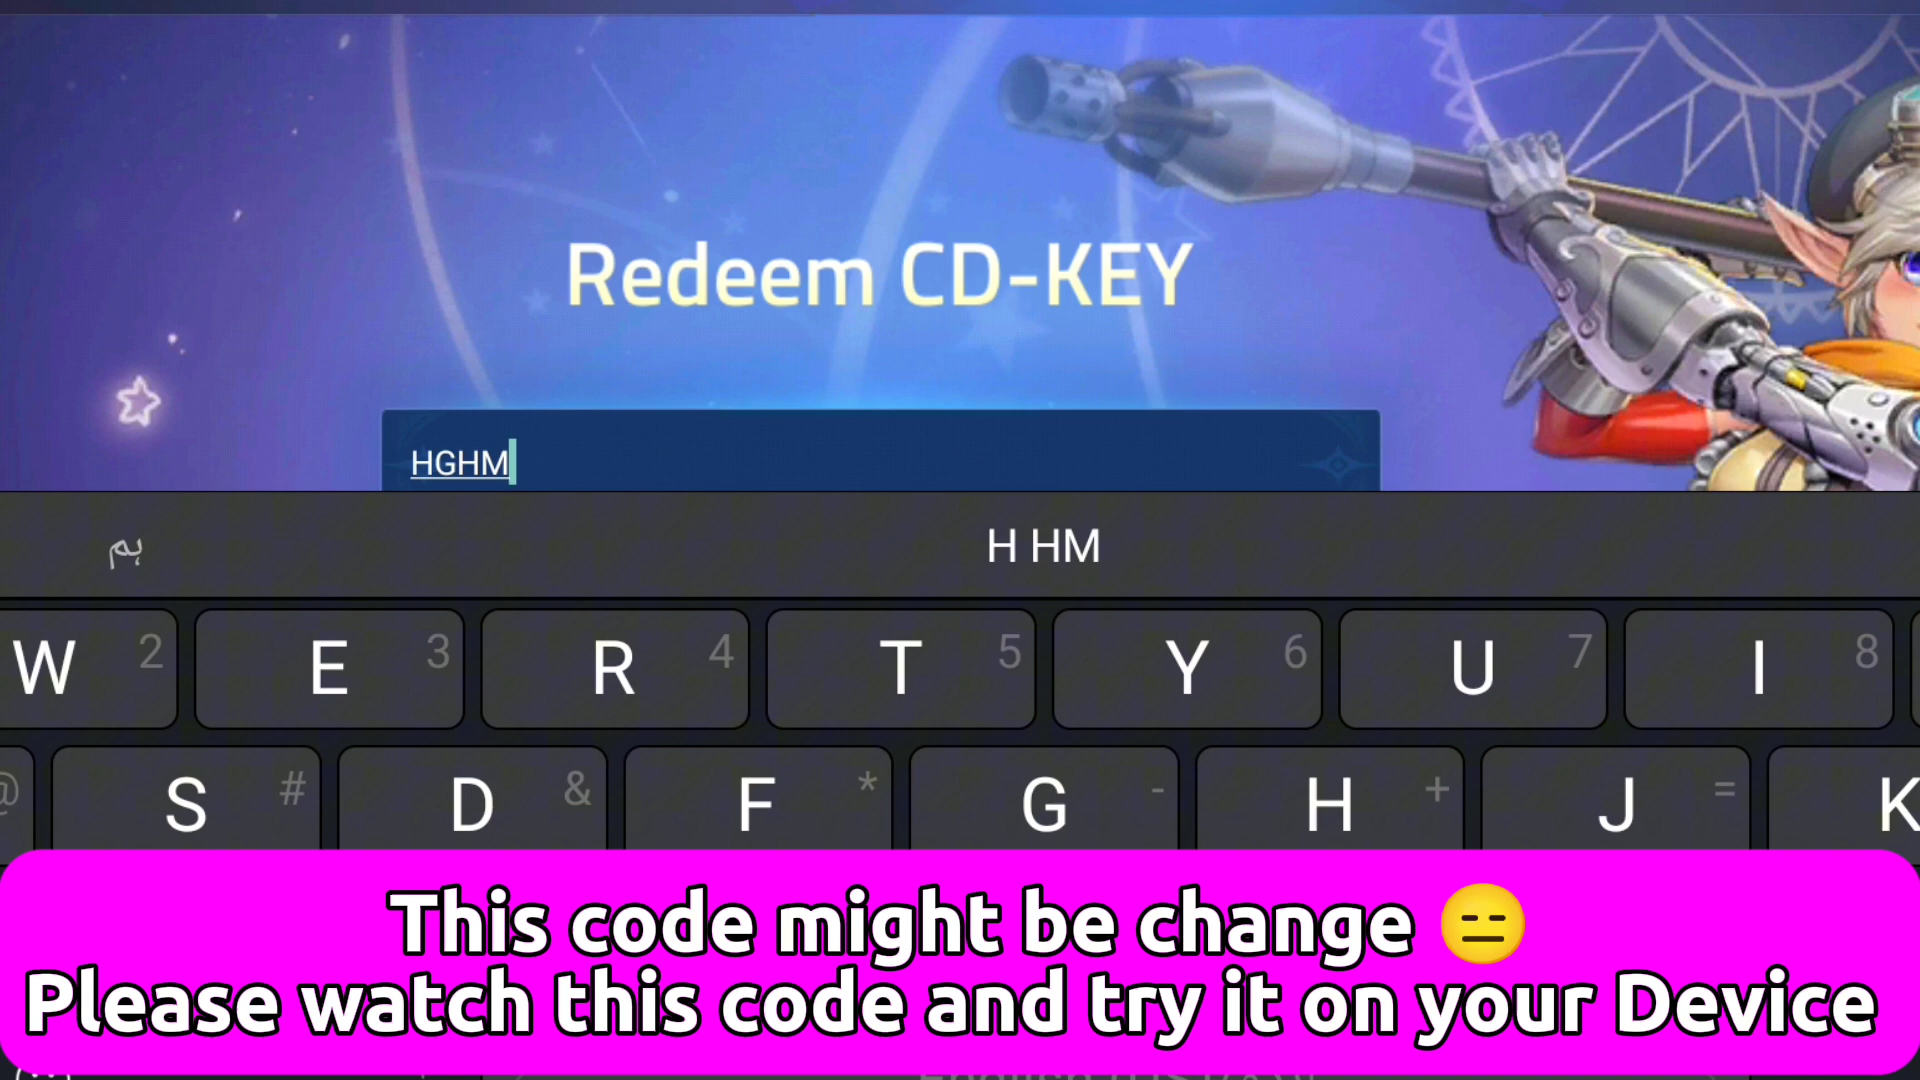 Redeem CD-KEY
HGHM
ہم H HM
W 2 E 3 R 4 T 5 Y 6 U 7 I 8
@ S # D & F * G - H + J = K
This code might be change 😑
Please watch this code and try it on your Device